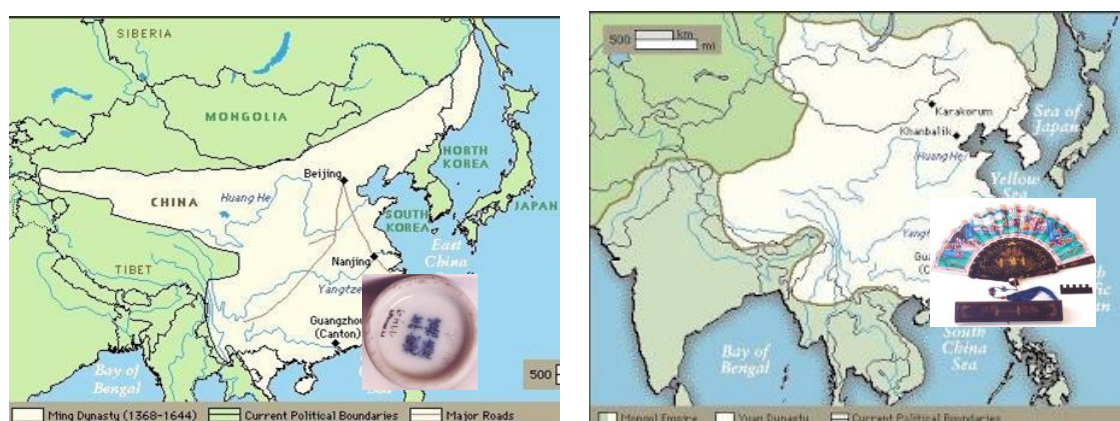 SIBERIA
MONGOLIA
Beijing
NORTH
KOREA
CHINA
Huang He
SOUTH
KOREA
JAPAN
East
China
TIBET
Nanjing
Yangtze
Guangzhou
(Canton)
Bay of
Bengal
500
Ming Dynasty (1368-1644)
Current Political Boundaries
Major Roads
500
km
mi
Karakorum
Khanbalik
Sea of
Japan
(Huang He)
Yellow
Sea
Bay of
Bengal
South
China
Sea
Mongol Empire
Yuan Dynasty
Current Political Boundaries